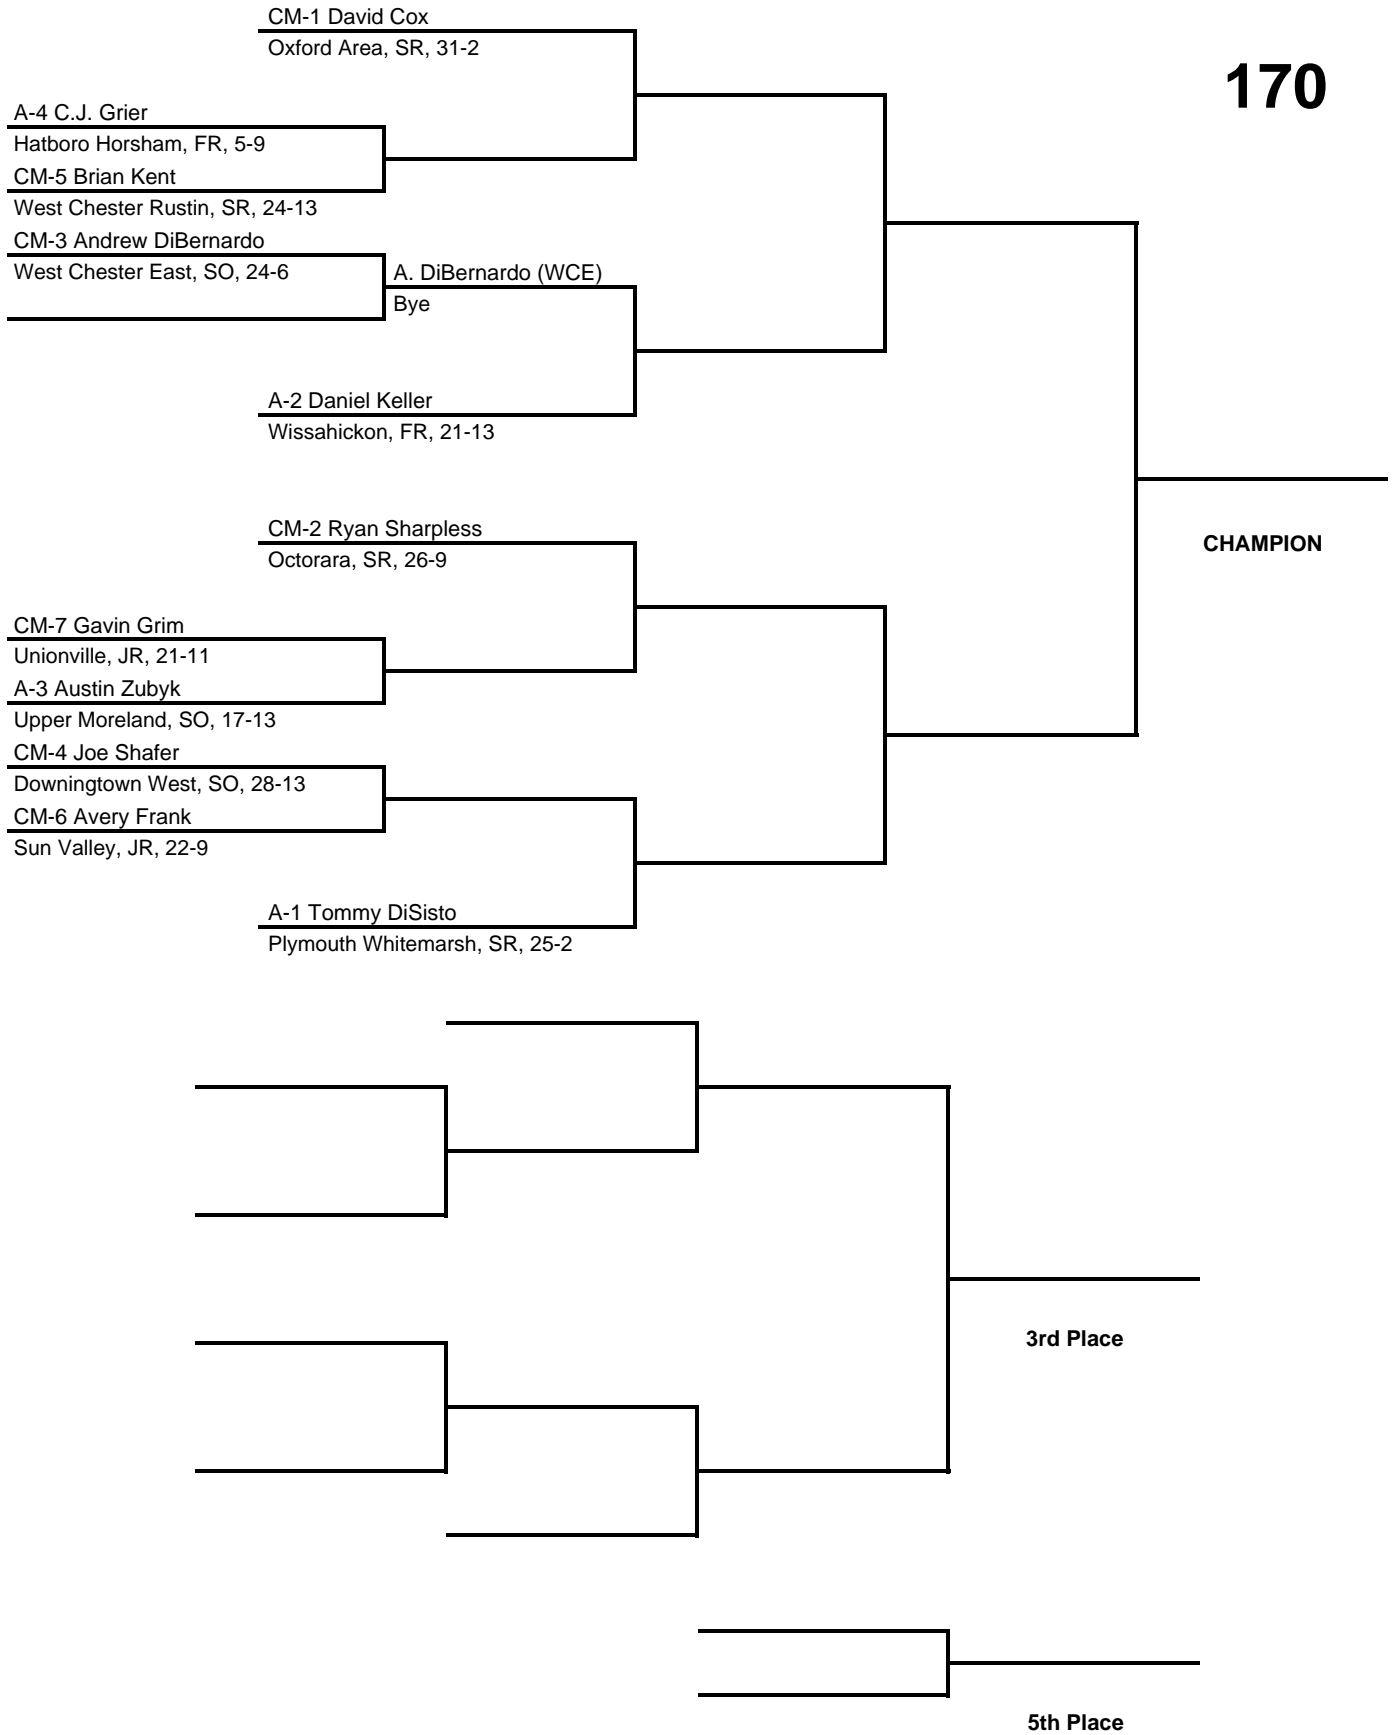 CM-1 David Cox
Oxford Area, SR, 31-2
170
A-4 C.J. Grier
Hatboro Horsham, FR, 5-9
CM-5 Brian Kent
West Chester Rustin, SR, 24-13
CM-3 Andrew DiBernardo
West Chester East, SO, 24-6
A. DiBernardo (WCE)
Bye
A-2 Daniel Keller
Wissahickon, FR, 21-13
CM-2 Ryan Sharpless
Octorara, SR, 26-9
CHAMPION
CM-7 Gavin Grim
Unionville, JR, 21-11
A-3 Austin Zubyk
Upper Moreland, SO, 17-13
CM-4 Joe Shafer
Downingtown West, SO, 28-13
CM-6 Avery Frank
Sun Valley, JR, 22-9
A-1 Tommy DiSisto
Plymouth Whitemarsh, SR, 25-2
3rd Place
5th Place